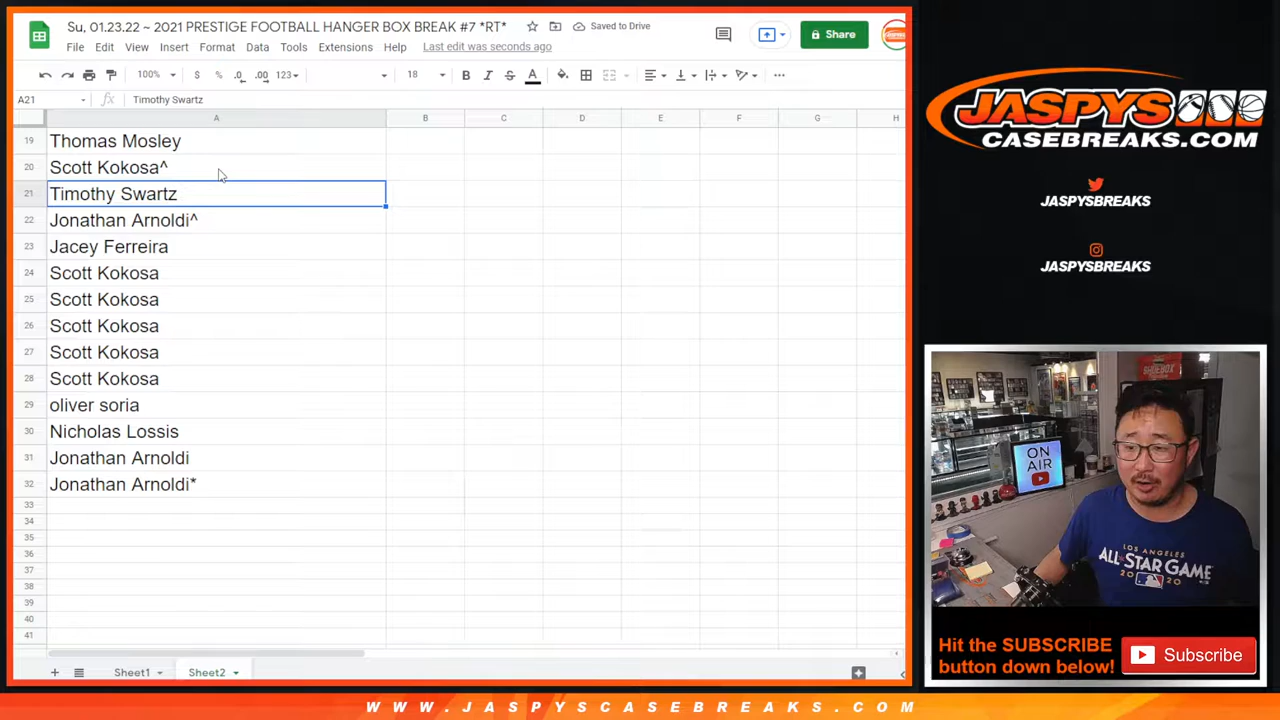 Su, 01.23.22 ~ 2021 PRESTIGE FOOTBALL HANGER BOX BREAK #7 *RT*
Saved to Drive
File Edit View Insert Format Data Tools Extensions Help Last edit was seconds ago
Share
100% $ % .0 .00 123 18 B I S A
A21 fx Timothy Swartz
A B C D E F G H
19 Thomas Mosley
20 Scott Kokosa^
21 Timothy Swartz
22 Jonathan Arnoldi^
23 Jacey Ferreira
24 Scott Kokosa
25 Scott Kokosa
26 Scott Kokosa
27 Scott Kokosa
28 Scott Kokosa
29 oliver soria
30 Nicholas Lossis
31 Jonathan Arnoldi
32 Jonathan Arnoldi*
33
34
35
36
37
38
39
40
41
Sheet1 Sheet2
JASPYS
CASEBREAKS.COM
JASPYSBREAKS
JASPYSBREAKS
ON
AIR
LOS ANGELES
ALL STAR GAME
2020
Hit the SUBSCRIBE
button down below!
Subscribe
WWW.JASPYSCASEBREAKS.COM